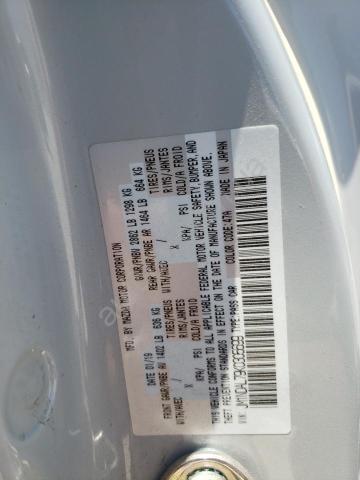 MFD. BY MAZDA MOTOR CORPORATION
DATE: 01/19 GVWR/PNBV 2862 LB 1298 KG
FRONT GAWR/PNBE AV 1402 LB 636 KG REAR GAWR/PNBE AR 1464 LB 664 KG
WITH/AVEC TIRES/PNEUS WITH/AVEC TIRES/PNEUS
X RIMS/JANTES X RIMS/JANTES
KPA/ PSI COLD/A FROID KPA/ PSI COLD/A FROID
THIS VEHICLE CONFORMS TO ALL APPLICABLE FEDERAL MOTOR VEHICLE SAFETY,BUMPER,AND
THEFT PREVENTION STANDARDS IN EFFECT ON THE DATE OF MANUFACTURE SHOWN ABOVE.
VIN: TYPE:PASS CAR COLOR CODE: MADE IN JAPAN